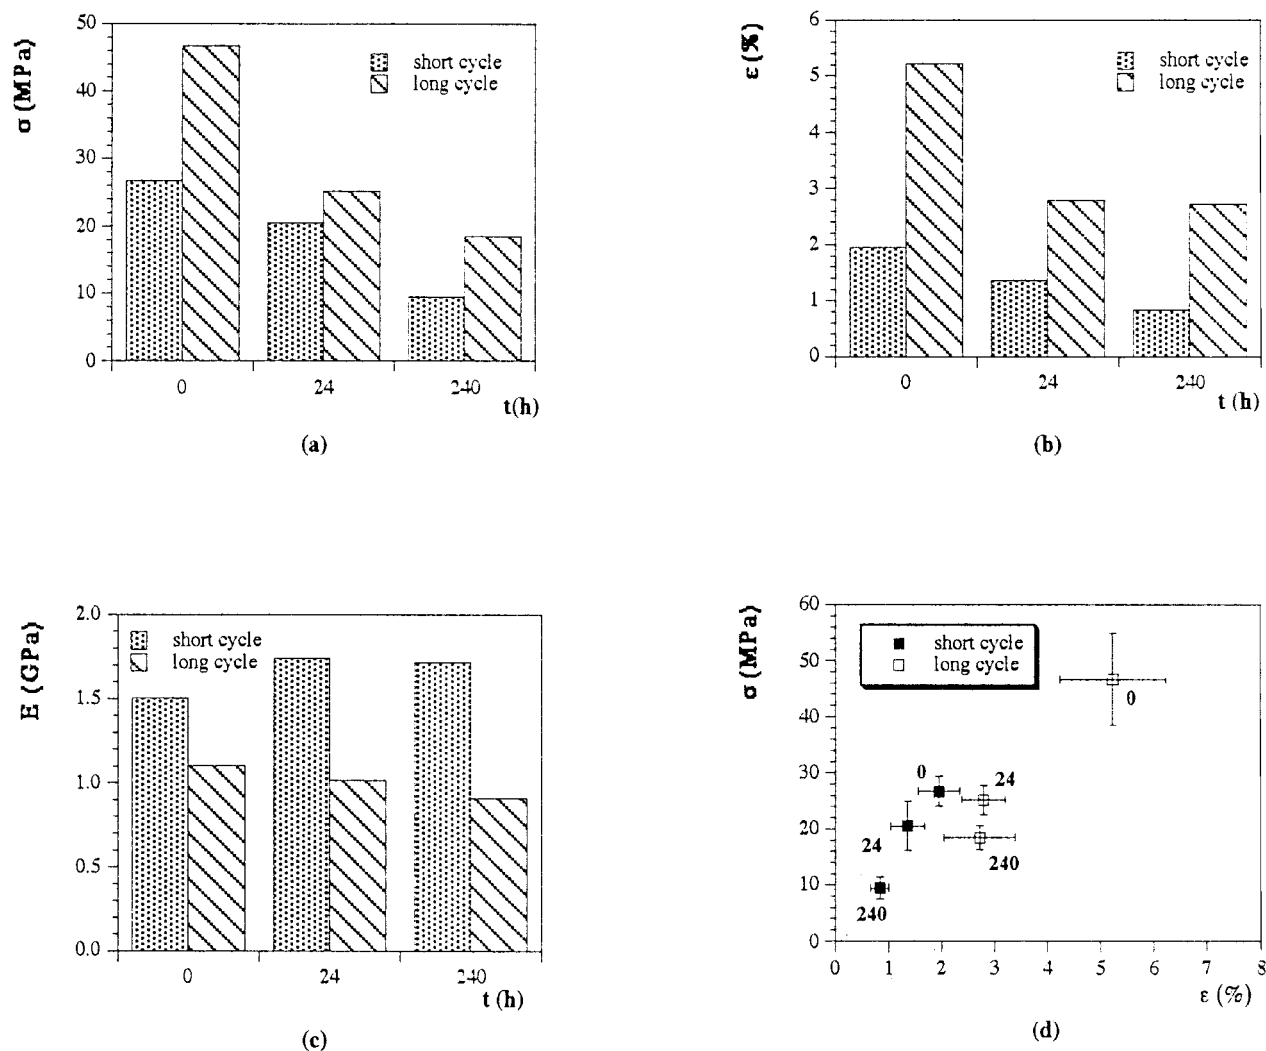 σ (MPa)
50
40
30
20
10
0
short cycle
long cycle
0 24 240
t(h)
(a)
ε (%)
6
5
4
3
2
1
0
short cycle
long cycle
0 24 240
t (h)
(b)
E (GPa)
2.0
1.5
1.0
0.5
0.0
short cycle
long cycle
0 24 240
t (h)
(c)
σ (MPa)
60
50
40
30
20
10
0
short cycle
long cycle
0
0
24
24
240
240
0 1 2 3 4 5 6 7 8
ε (%)
(d)